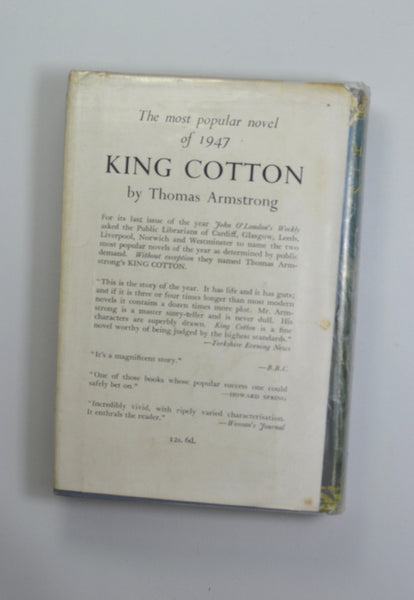 The most popular novel
of 1947
KING COTTON
by Thomas Armstrong
For its last issue of the year John O'London's Weekly
asked the Public Librarians of Cardiff, Glasgow, Leeds,
Liverpool, Norwich and Westminster to name the two
most popular novels of the year as determined by public
demand. Without exception they named Thomas Arm-
strong's KING COTTON.
"This is the story of the year. It has life and it has guts;
and if it is three or four times longer than most modern
novels it contains a dozen times more plot. Mr. Arm-
strong is a master story-teller and is never dull. His
characters are superbly drawn. King Cotton is a fine
novel worthy of being judged by the highest standards."
—Yorkshire Evening News
"It's a magnificent story."
—B.B.C.
"One of those books whose popular success one could
safely bet on."
—HOWARD SPRING
"Incredibly vivid, with ripely varied characterisation.
It enthrals the reader."
—Woman's Journal
12s. 6d.